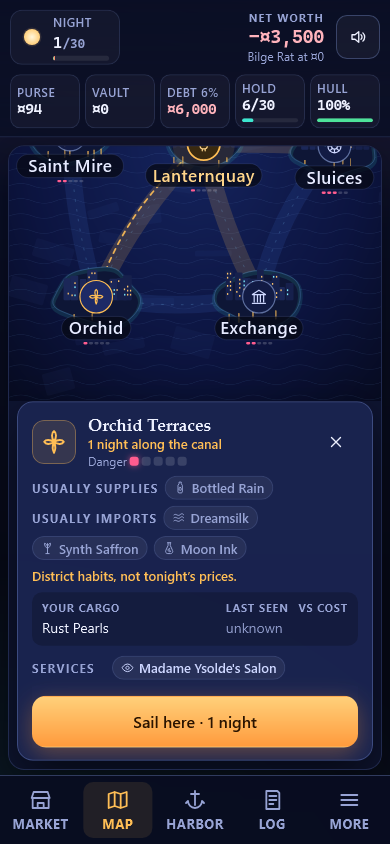 NIGHT
1/30
NET WORTH
−¤3,500
Bilge Rat at ¤0
PURSE
¤94
VAULT
¤0
DEBT 6%
¤6,000
HOLD
6/30
HULL
100%
Saint Mire
Lanternquay
Sluices
Orchid
Exchange
Orchid Terraces
1 night along the canal
Danger
USUALLY SUPPLIES Bottled Rain
USUALLY IMPORTS Dreamsilk
Synth Saffron Moon Ink
District habits, not tonight's prices.
YOUR CARGO LAST SEEN VS COST
Rust Pearls unknown
SERVICES Madame Ysolde's Salon
Sail here · 1 night
MARKET MAP HARBOR LOG MORE